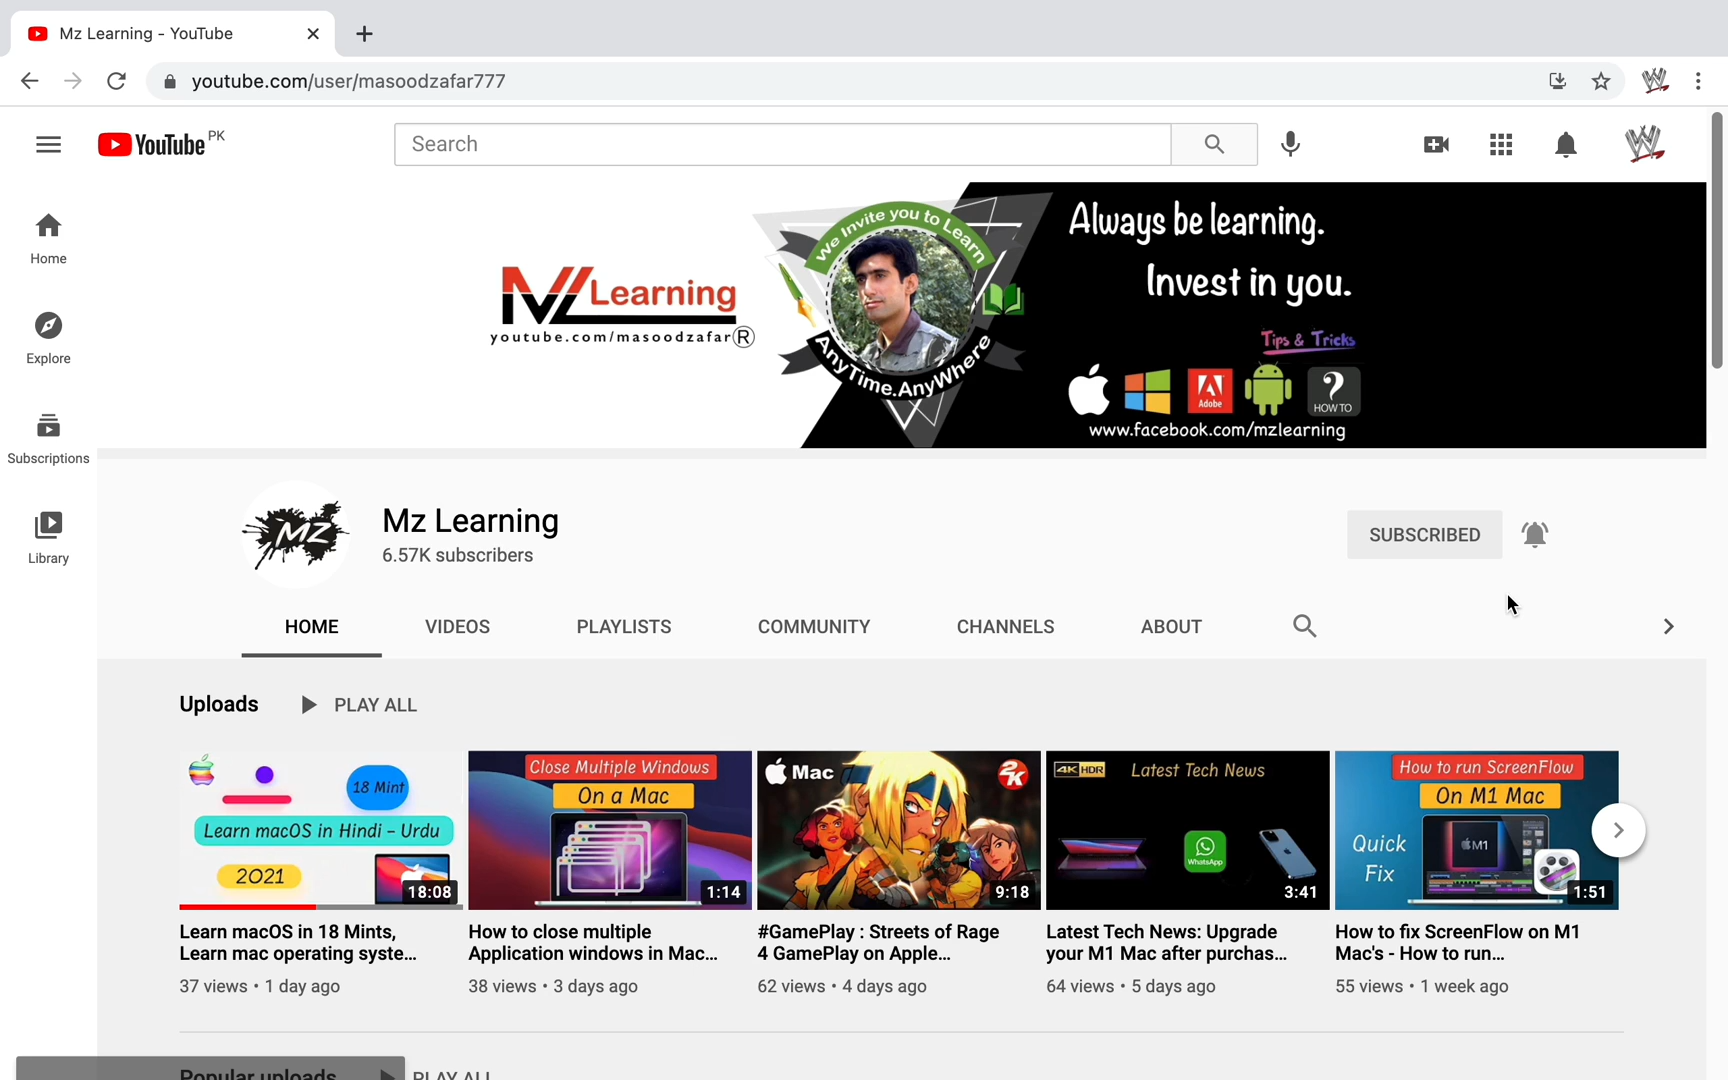 Mz Learning - YouTube
youtube.com/user/masoodzafar777
YouTube PK
Search
Home
Explore
Subscriptions
Library
MZ Learning
youtube.com/masoodzafar®
We Invite you to Learn
AnyTime.AnyWhere
Always be learning.
Invest in you.
Tips & Tricks
Adobe
?
HOW TO
www.facebook.com/mzlearning
MZ
Mz Learning
6.57K subscribers
SUBSCRIBED
HOME
VIDEOS
PLAYLISTS
COMMUNITY
CHANNELS
ABOUT
Uploads
PLAY ALL
18 Mint
Learn macOS in Hindi - Urdu
2021
18:08
Learn macOS in 18 Mints,
Learn mac operating syste...
37 views • 1 day ago
Close Multiple Windows
On a Mac
1:14
How to close multiple
Application windows in Mac...
38 views • 3 days ago
Mac
2K
9:18
#GamePlay : Streets of Rage
4 GamePlay on Apple...
62 views • 4 days ago
4K HDR
Latest Tech News
WhatsApp
3:41
Latest Tech News: Upgrade
your M1 Mac after purchas...
64 views • 5 days ago
How to run ScreenFlow
On M1 Mac
Quick
Fix
M1
1:51
How to fix ScreenFlow on M1
Mac's - How to run...
55 views • 1 week ago
Popular uploads
PLAY ALL